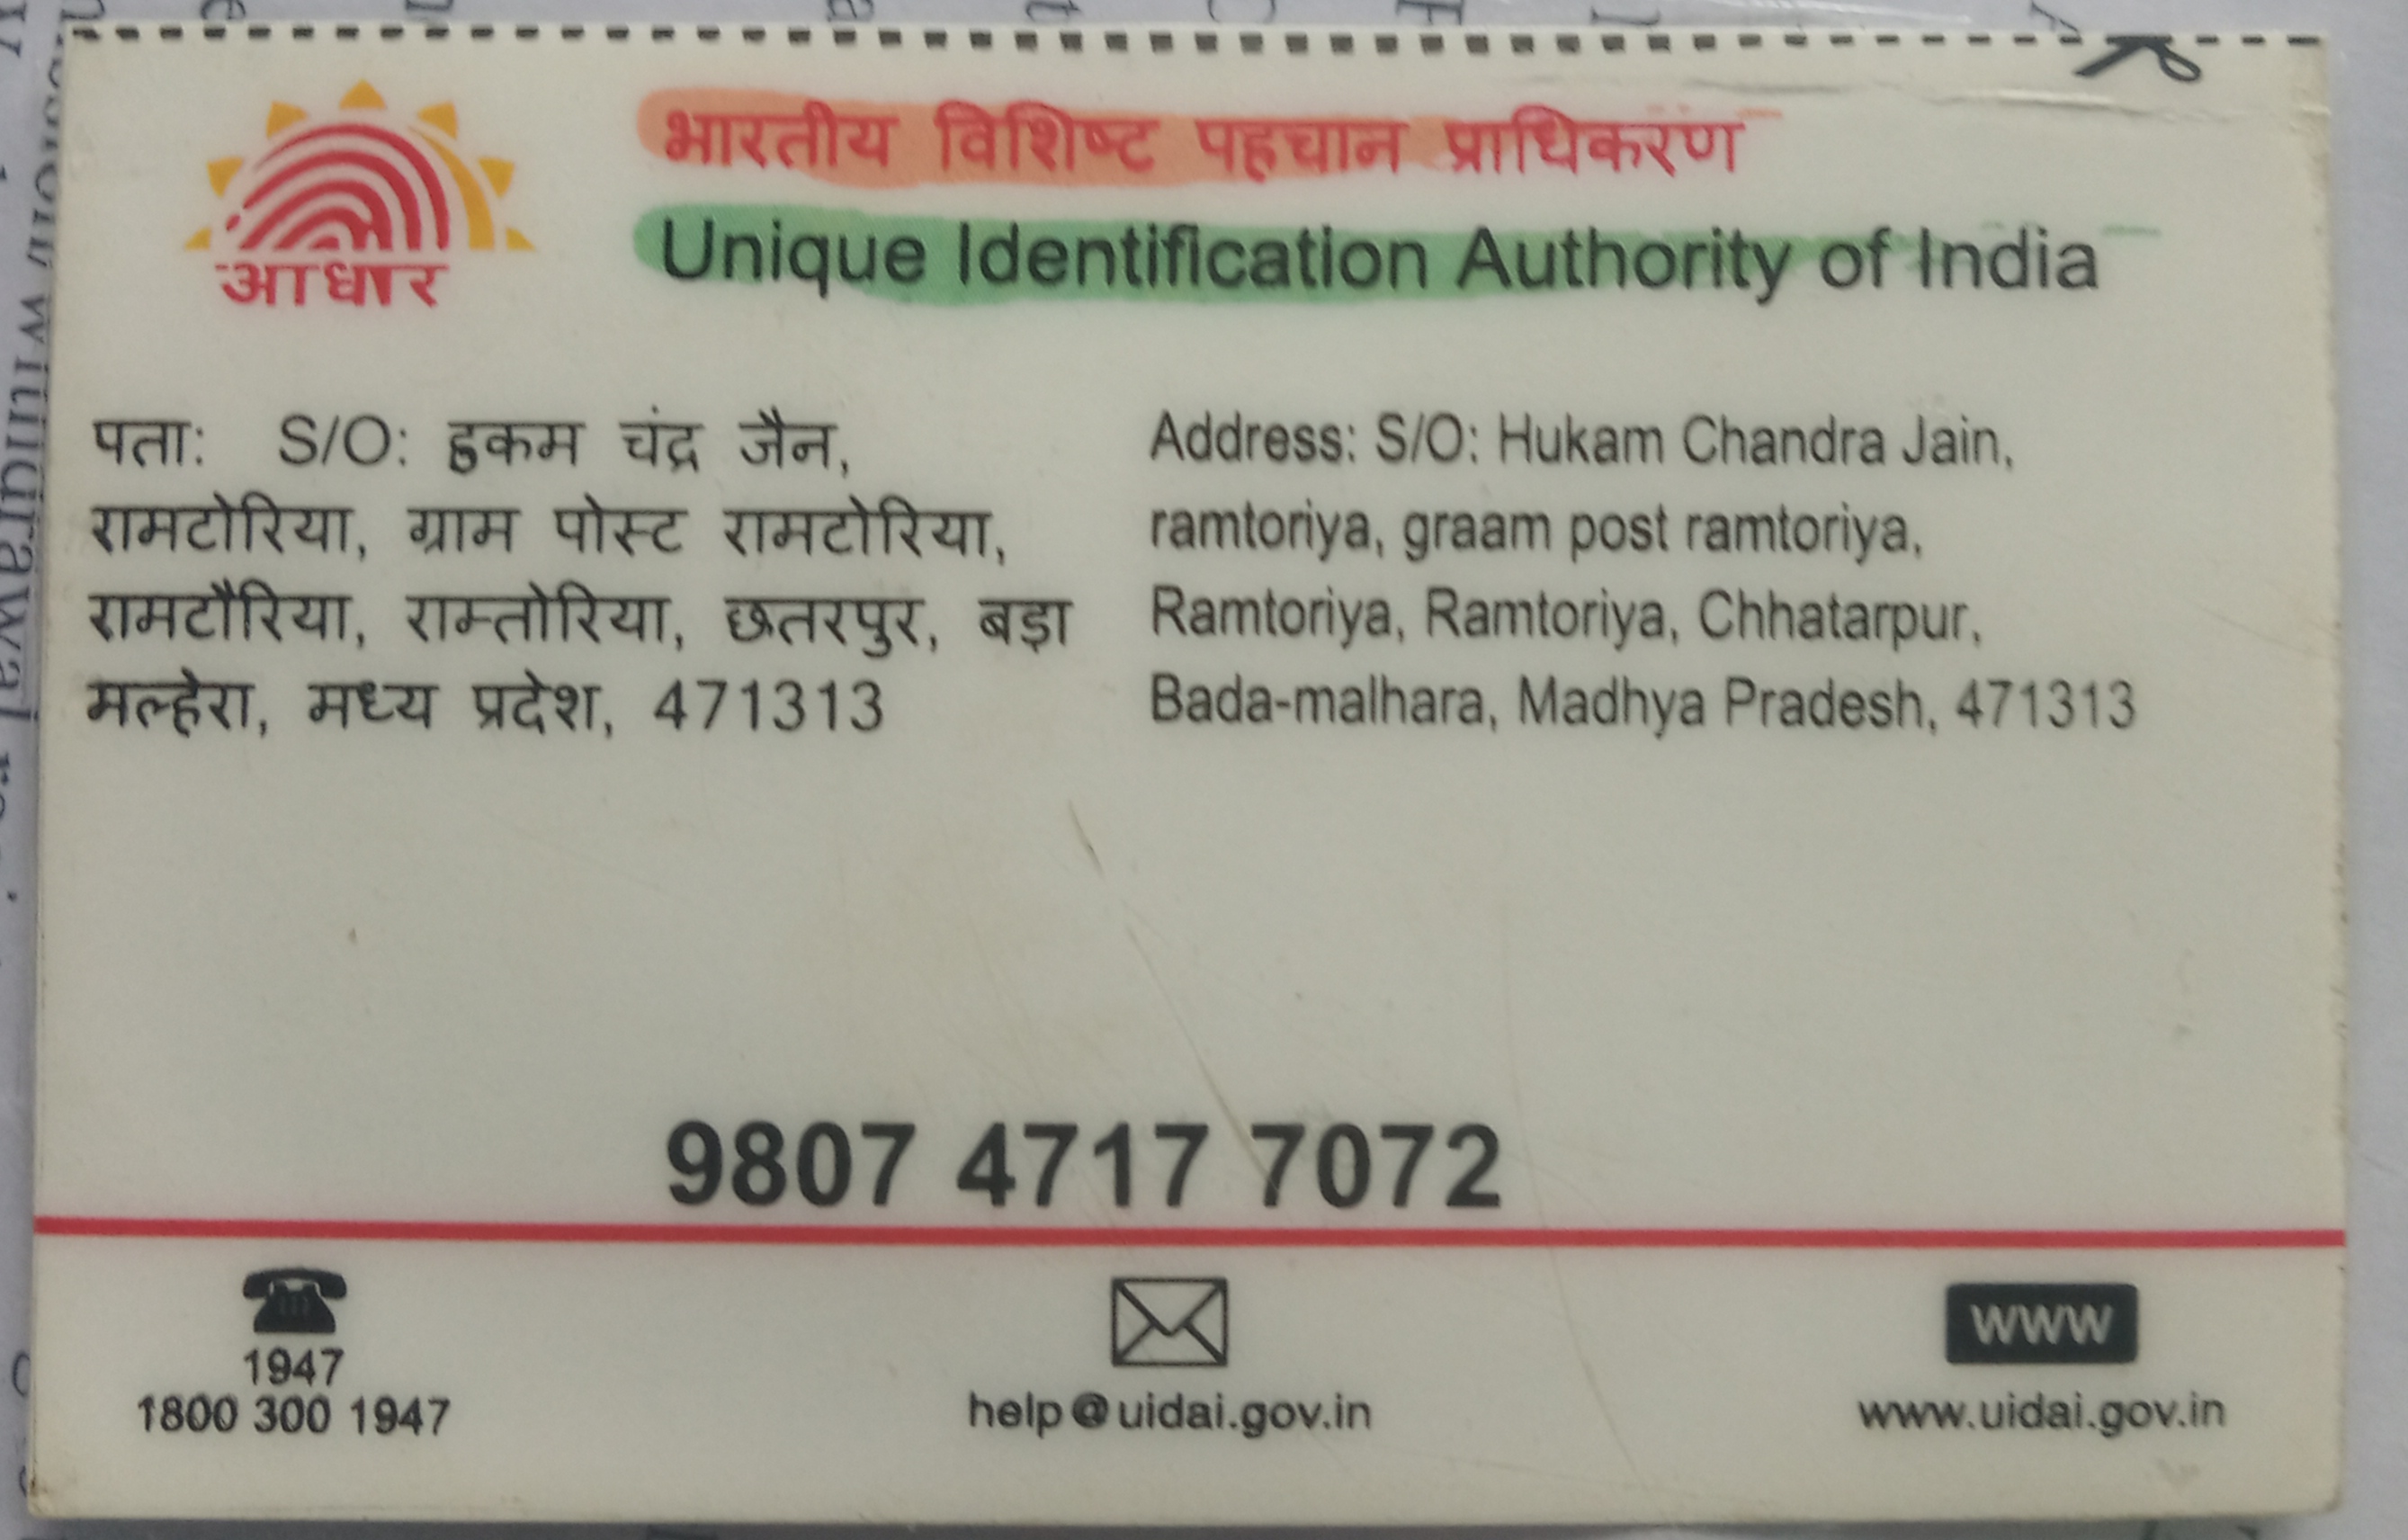 भारतीय विशिष्ट पहचान प्राधिकरण
Unique Identification Authority of India
आधार
पता: S/O: हुकम चंद्र जैन,
रामटोरिया, ग्राम पोस्ट रामटोरिया,
रामटौरिया, राम्तोरिया, छतरपुर, बड़ा
मल्हेरा, मध्य प्रदेश, 471313
Address: S/O: Hukam Chandra Jain,
ramtoriya, graam post ramtoriya,
Ramtoriya, Ramtoriya, Chhatarpur,
Bada-malhara, Madhya Pradesh, 471313
9807 4717 7072
1947
1800 300 1947
help@uidai.gov.in
www
www.uidai.gov.in